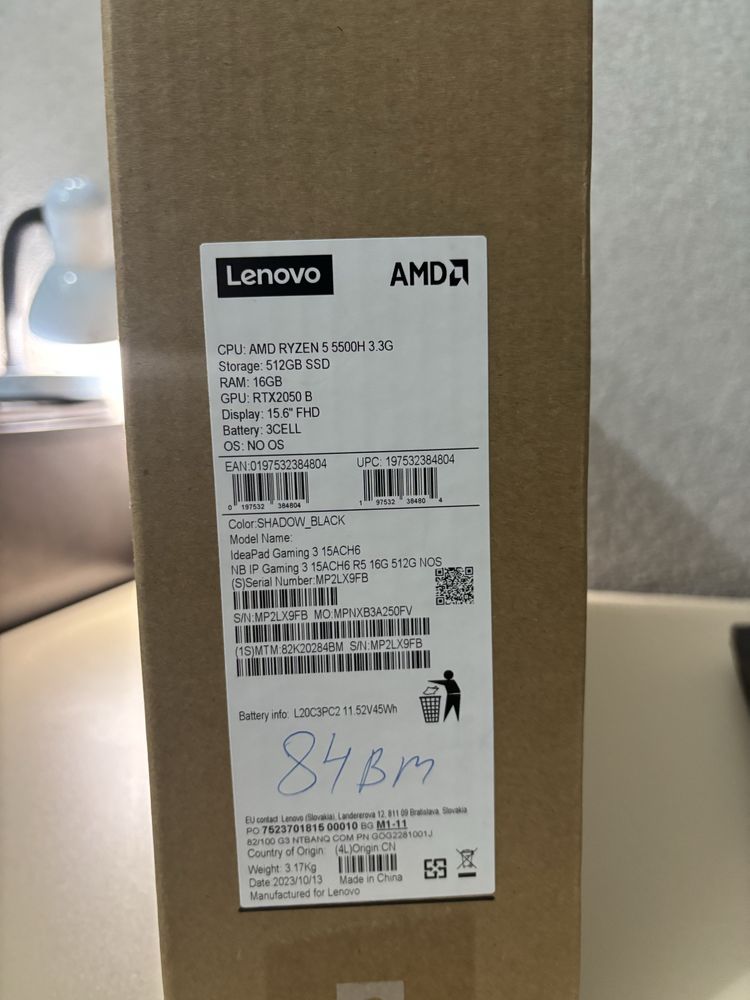 Lenovo AMD
CPU: AMD RYZEN 5 5500H 3.3G
Storage: 512GB SSD
RAM: 16GB
GPU: RTX2050 B
Display: 15.6" FHD
Battery: 3CELL
OS: NO OS
EAN:0197532384804 UPC: 197532384804
0 197532 384804 1 97532 38480 4
Color:SHADOW_BLACK
Model Name:
IdeaPad Gaming 3 15ACH6
NB IP Gaming 3 15ACH6 R5 16G 512G NOS
(S)Serial Number:MP2LX9FB
S/N:MP2LX9FB MO:MPNXB3A250FV
(1S)MTM:82K20284BM S/N:MP2LX9FB
Battery info: L20C3PC2 11.52V45Wh
84BM
EU contact: Lenovo (Slovakia), Landererova 12, 811 09 Bratislava, Slovakia
PO 7523701815 00010 BG M1-11
82/100 G3 NTBANQ COM PN GOG2281001J
Country of Origin: (4L)Origin CN
Weight: 3.17Kg
Date:2023/10/13 Made in China
Manufactured for Lenovo